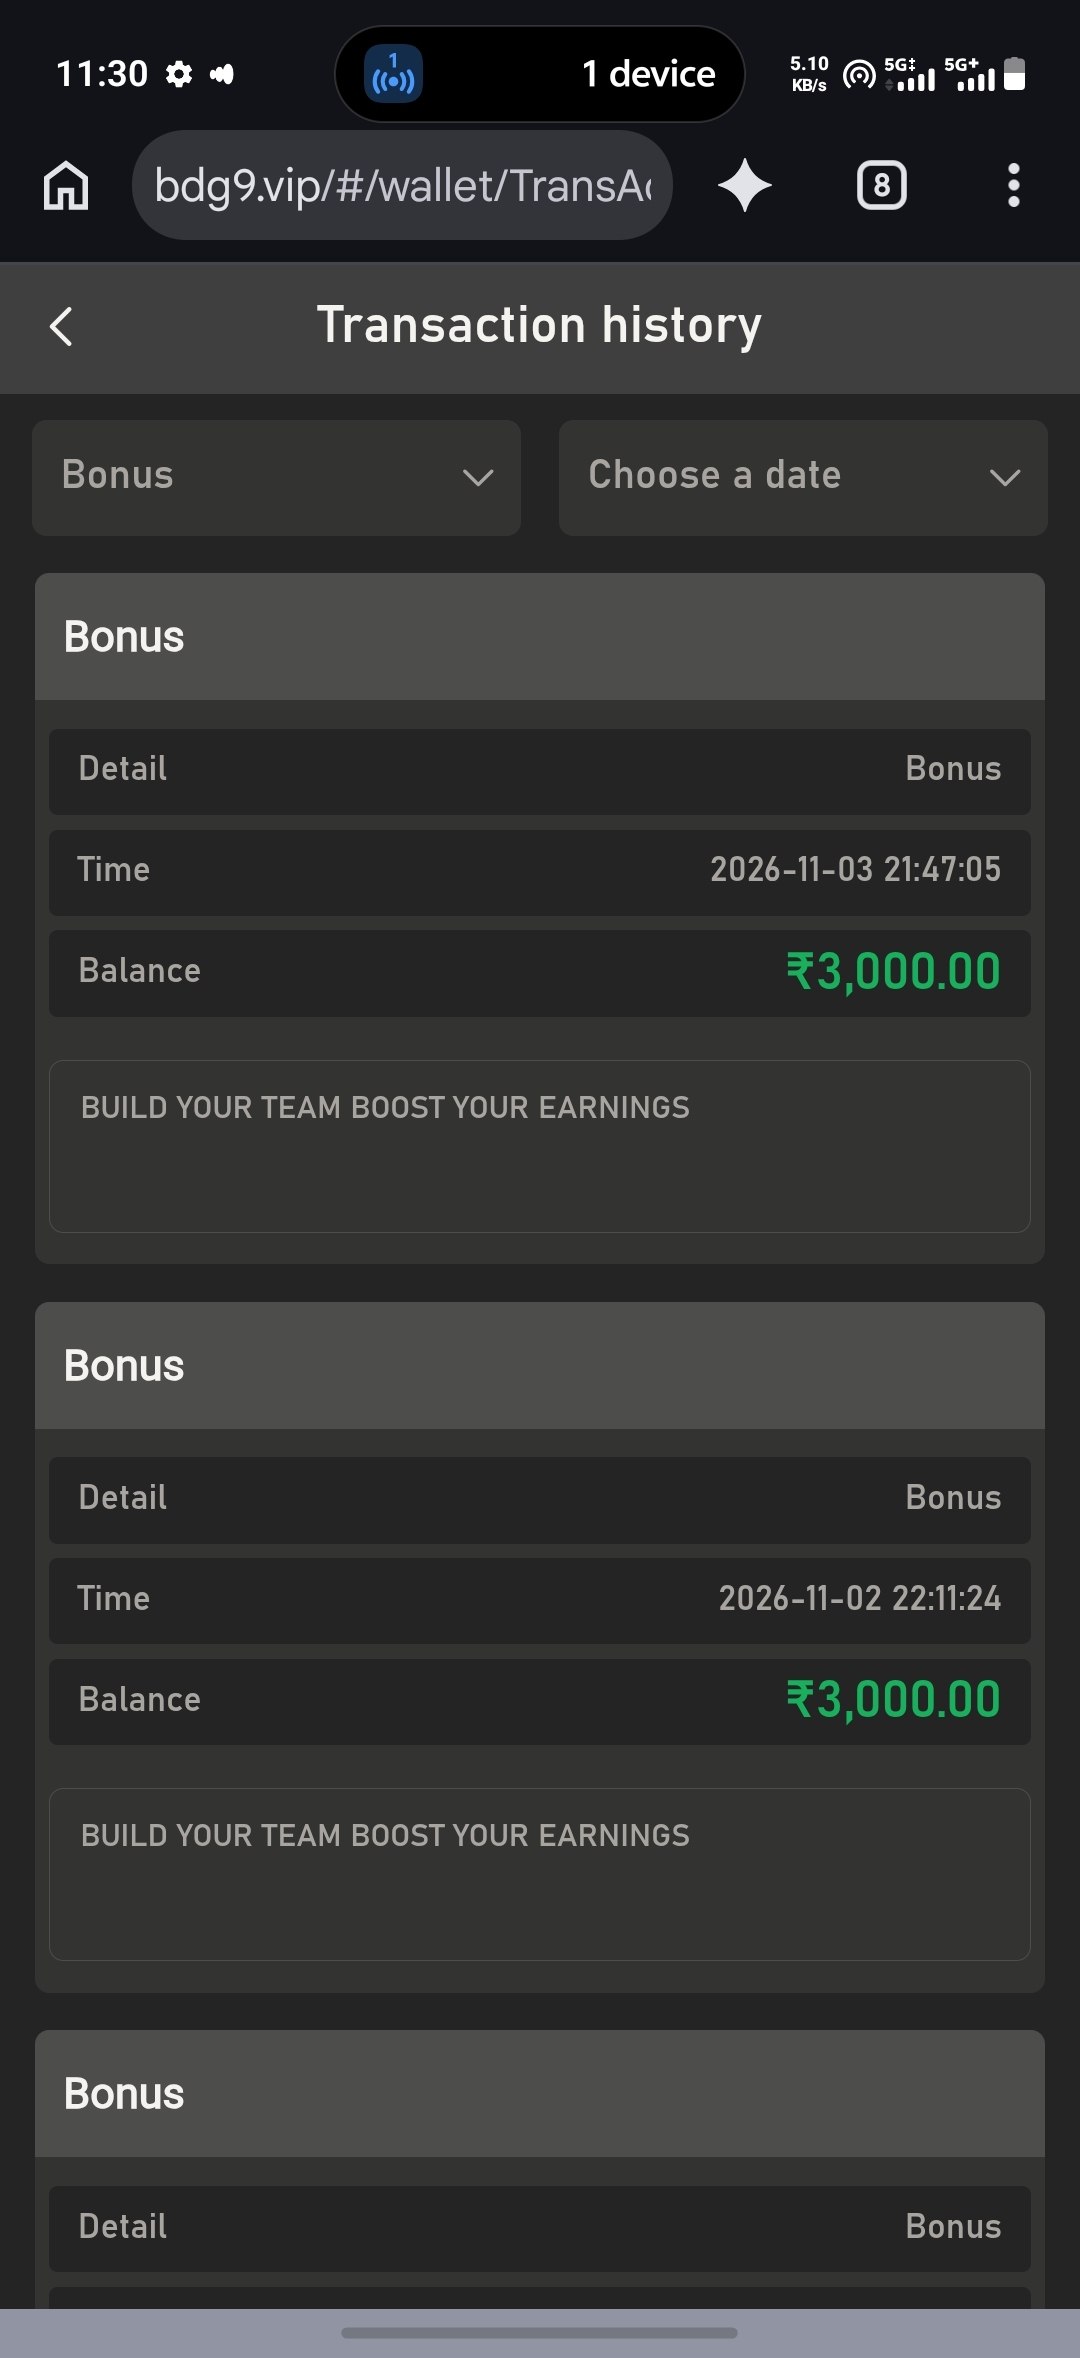 11:30
1
1 device
5.10
KB/s
5G‡
5G+
bdg9.vip/#/wallet/TransAc
8
Transaction history
Bonus
Choose a date
Bonus
Detail Bonus
Time 2026-11-03 21:47:05
Balance ₹3,000.00
BUILD YOUR TEAM BOOST YOUR EARNINGS
Bonus
Detail Bonus
Time 2026-11-02 22:11:24
Balance ₹3,000.00
BUILD YOUR TEAM BOOST YOUR EARNINGS
Bonus
Detail Bonus